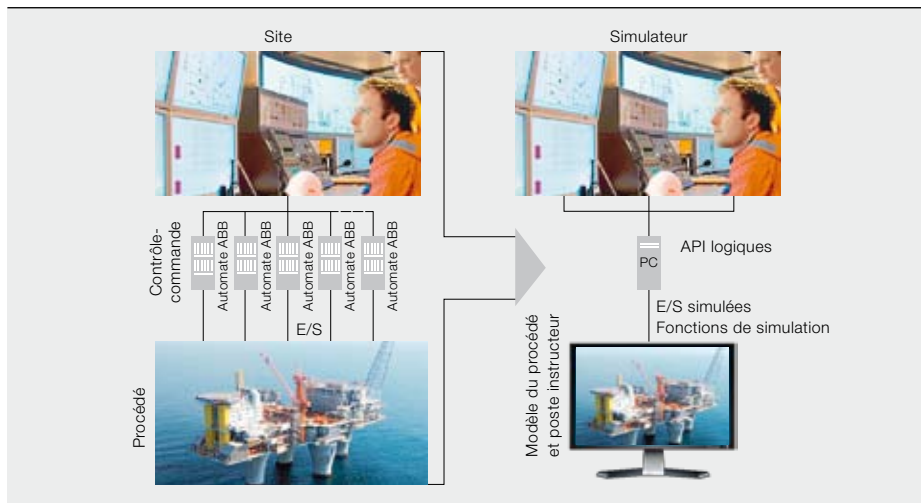 Site
Simulateur
Contrôle-
commande
Automate ABB
Automate ABB
Automate ABB
Automate ABB
Automate ABB
E/S
Procédé
PC
API logiques
E/S simulées
Fonctions de simulation
Modèle du procédé
et poste instructeur